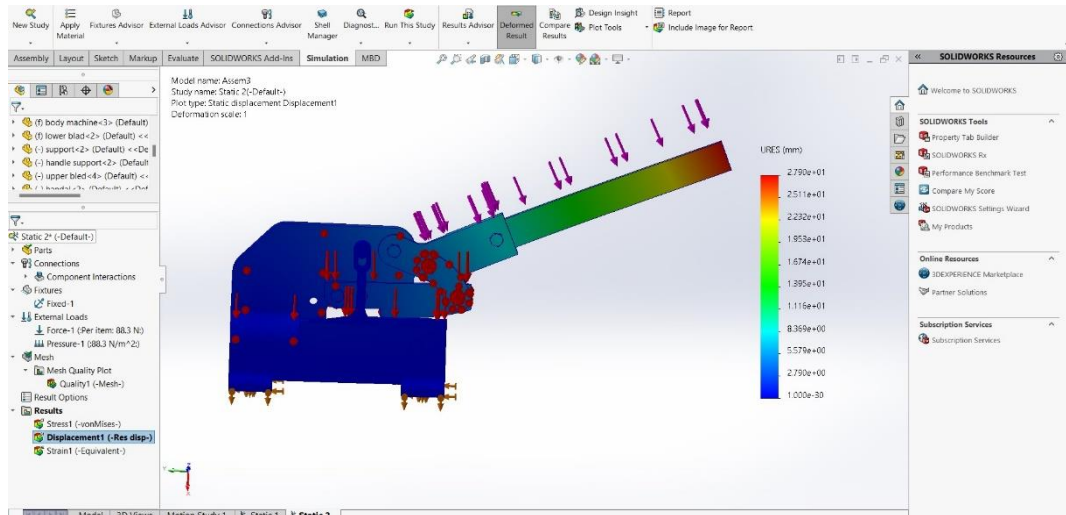 New Study
Apply Material
Fixtures Advisor
External Loads Advisor
Connections Advisor
Shell Manager
Diagnost...
Run This Study
Results Advisor
Deformed Result
Compare Results
Design Insight
Plot Tools
Report
Include Image for Report
Assembly Layout Sketch Markup Evaluate SOLIDWORKS Add-Ins Simulation MBD
SOLIDWORKS Resources
Model name: Assem3
Study name: Static 2(-Default-)
Plot type: Static displacement Displacement1
Deformation scale: 1
(f) body machine<3> (Default)
(f) lower blad<2> (Default) <<
(-) support<2> (Default) <<De
(-) handle support<2> (Default
(-) upper bled<4> (Default) <<
Static 2* (-Default-)
Parts
Connections
Component Interactions
Fixtures
Fixed-1
External Loads
Force-1 (:Per item: 88.3 N:)
Pressure-1 (:88.3 N/m^2:)
Mesh
Mesh Quality Plot
Quality1 (-Mesh-)
Result Options
Results
Stress1 (-vonMises-)
Displacement1 (-Res disp-)
Strain1 (-Equivalent-)
URES (mm)
2.790e+01
2.511e+01
2.232e+01
1.953e+01
1.674e+01
1.395e+01
1.116e+01
8.369e+00
5.579e+00
2.790e+00
1.000e-30
Welcome to SOLIDWORKS
SOLIDWORKS Tools
Property Tab Builder
SOLIDWORKS Rx
Performance Benchmark Test
Compare My Score
SOLIDWORKS Settings Wizard
My Products
Online Resources
3DEXPERIENCE Marketplace
Partner Solutions
Subscription Services
Subscription Services
Model 3D Views Motion Study 1 Static 1 Static 2